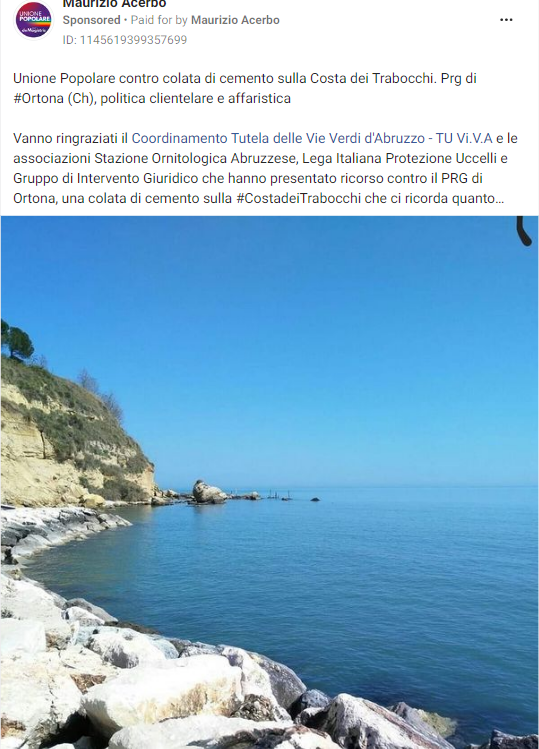 Maurizio Acerbo
UNIONE
POPOLARE
Sponsored • Paid for by Maurizio Acerbo
ID: 1145619399357699
Unione Popolare contro colata di cemento sulla Costa dei Trabocchi. Prg di
#Ortona (Ch), politica clientelare e affaristica
Vanno ringraziati il Coordinamento Tutela delle Vie Verdi d'Abruzzo - TU Vi.V.A e le
associazioni Stazione Ornitologica Abruzzese, Lega Italiana Protezione Uccelli e
Gruppo di Intervento Giuridico che hanno presentato ricorso contro il PRG di
Ortona, una colata di cemento sulla #CostadeiTrabocchi che ci ricorda quanto...